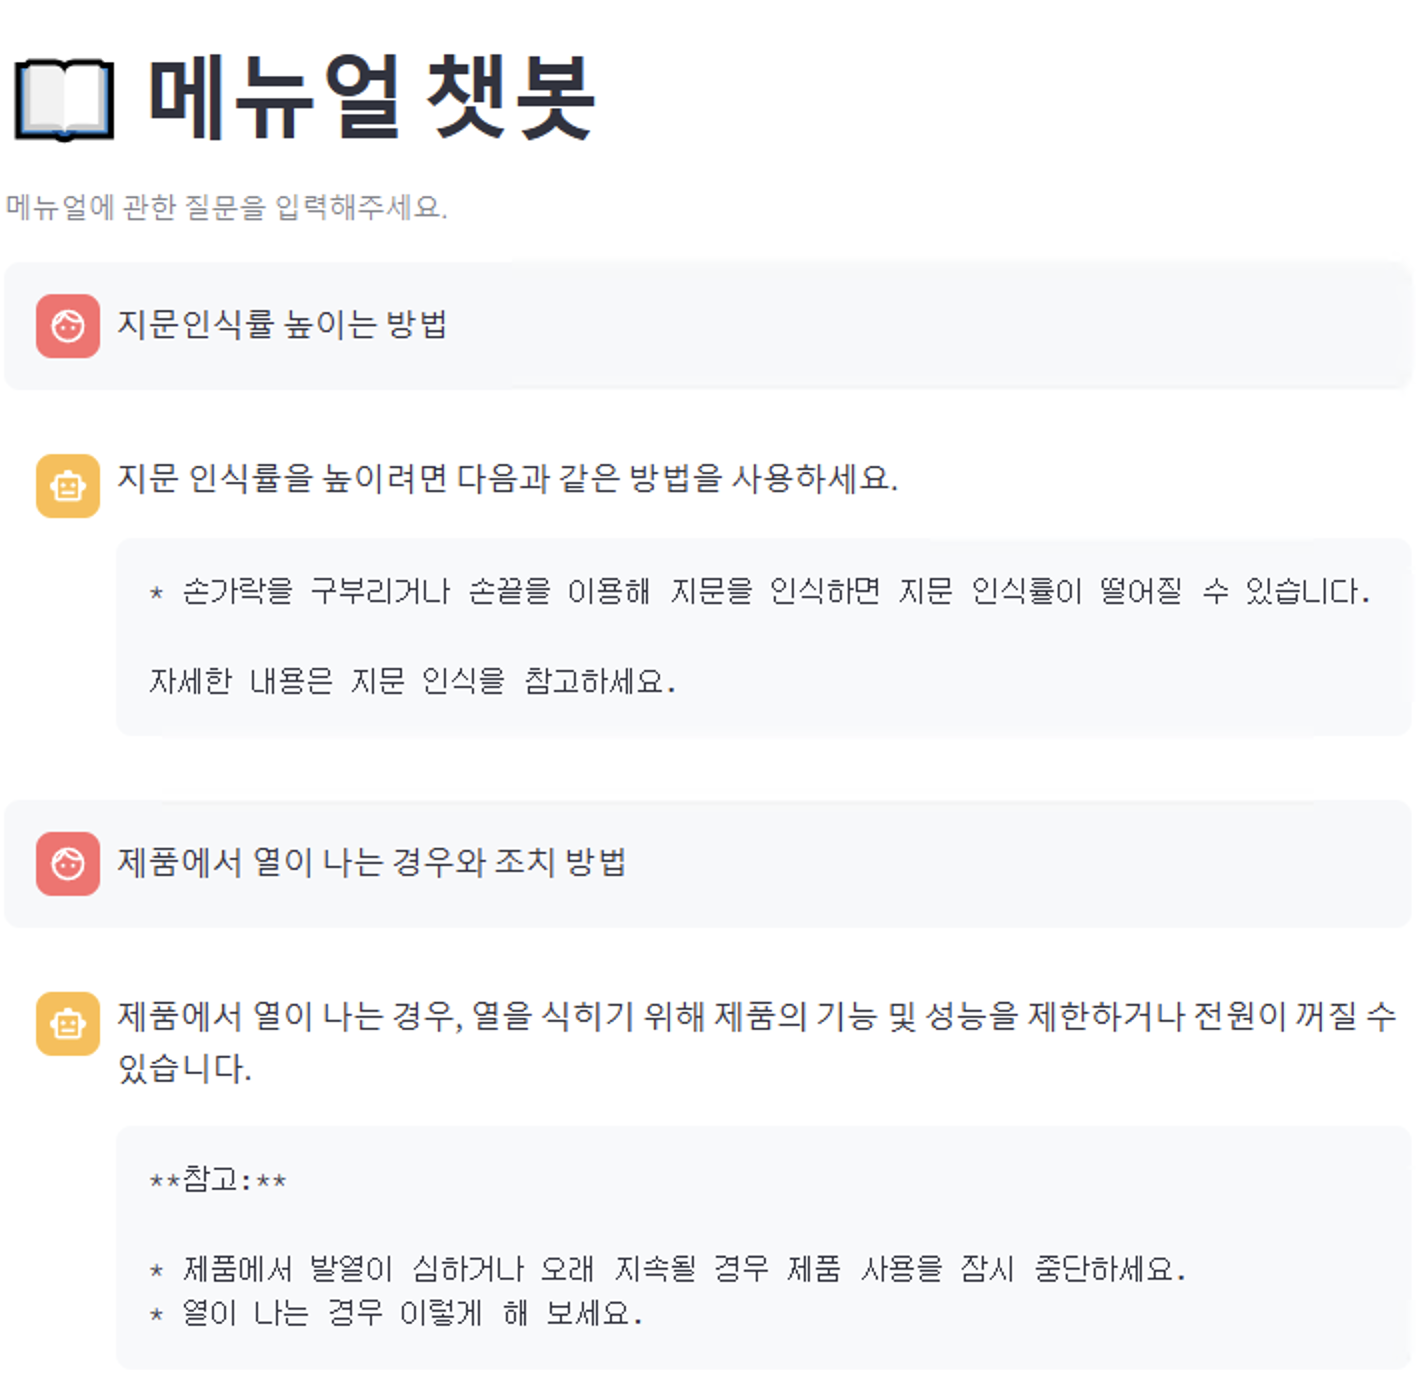 메뉴얼 챗봇
메뉴얼에 관한 질문을 입력해주세요.
지문인식률 높이는 방법
지문 인식률을 높이려면 다음과 같은 방법을 사용하세요.
* 손가락을 구부리거나 손끝을 이용해 지문을 인식하면 지문 인식률이 떨어질 수 있습니다.
자세한 내용은 지문 인식을 참고하세요.
제품에서 열이 나는 경우와 조치 방법
제품에서 열이 나는 경우, 열을 식히기 위해 제품의 기능 및 성능을 제한하거나 전원이 꺼질 수
있습니다.
**참고:**
* 제품에서 발열이 심하거나 오래 지속될 경우 제품 사용을 잠시 중단하세요.
* 열이 나는 경우 이렇게 해 보세요.